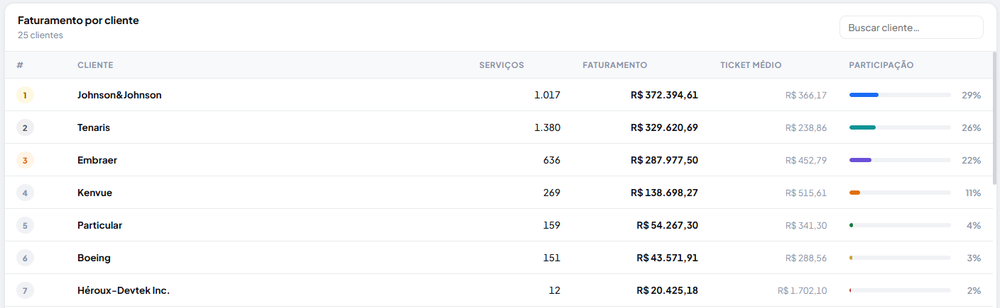 Faturamento por cliente
25 clientes
Buscar cliente...
# CLIENTE SERVIÇOS FATURAMENTO TICKET MÉDIO PARTICIPAÇÃO
1 Johnson&Johnson 1.017 R$ 372.394,61 R$ 366,17 29%
2 Tenaris 1.380 R$ 329.620,69 R$ 238,86 26%
3 Embraer 636 R$ 287.977,50 R$ 452,79 22%
4 Kenvue 269 R$ 138.698,27 R$ 515,61 11%
5 Particular 159 R$ 54.267,30 R$ 341,30 4%
6 Boeing 151 R$ 43.571,91 R$ 288,56 3%
7 Héroux-Devtek Inc. 12 R$ 20.425,18 R$ 1.702,10 2%